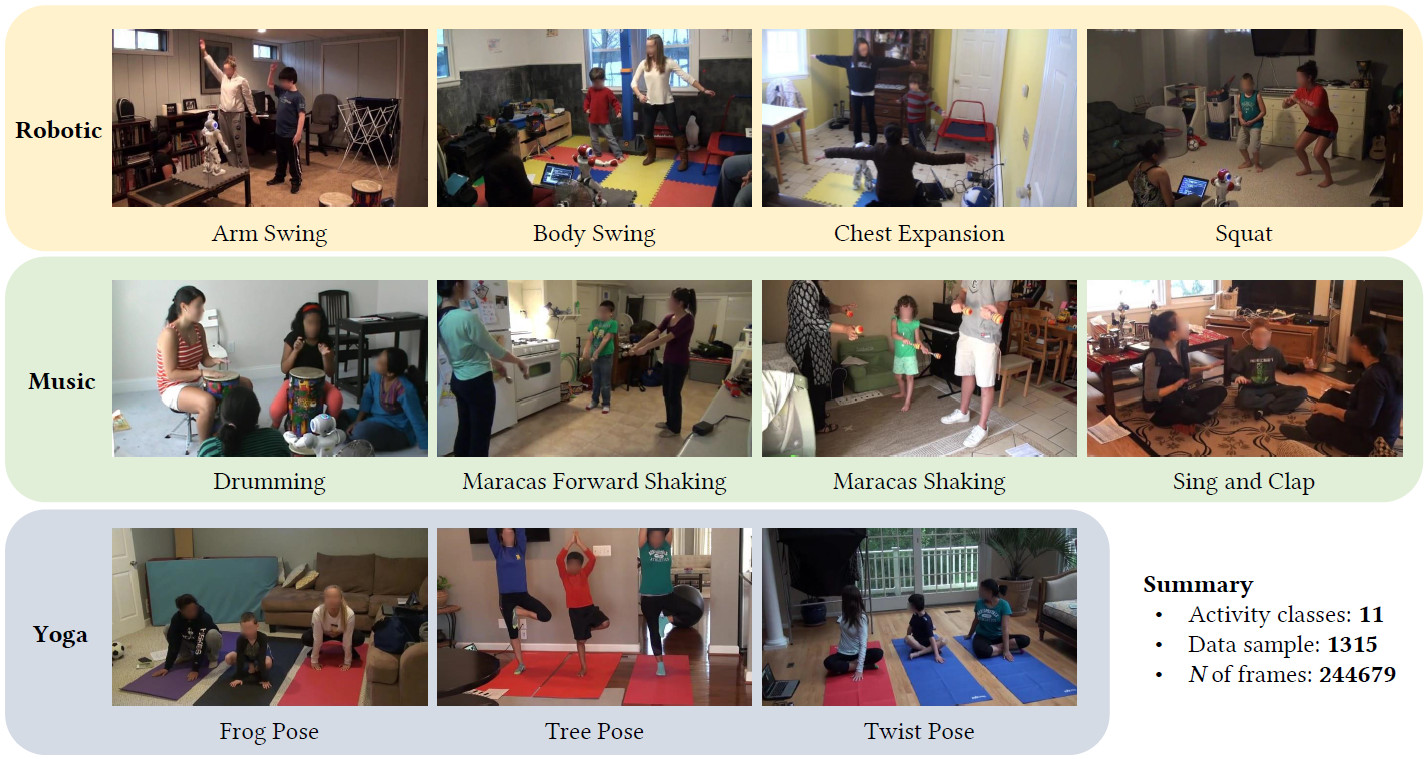 Robotic
Arm Swing
Body Swing
Chest Expansion
Squat
Music
Drumming
Maracas Forward Shaking
Maracas Shaking
Sing and Clap
Yoga
Frog Pose
Tree Pose
Twist Pose
Summary
• Activity classes: 11
• Data sample: 1315
• N of frames: 244679